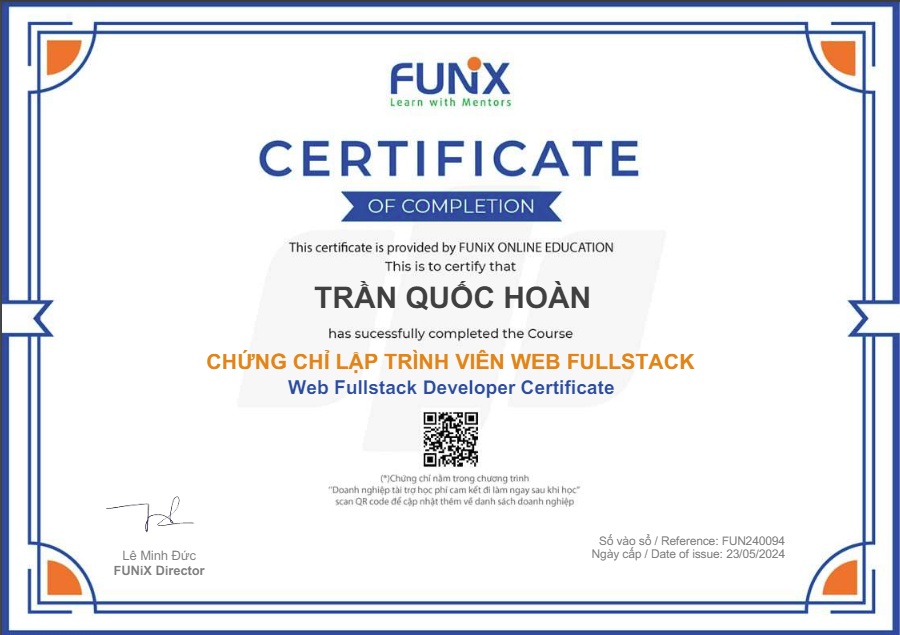 FUNiX
Learn with Mentors
CERTIFICATE
OF COMPLETION
This certificate is provided by FUNiX ONLINE EDUCATION
This is to certify that
TRẦN QUỐC HOÀN
has sucessfully completed the Course
CHỨNG CHỈ LẬP TRÌNH VIÊN WEB FULLSTACK
Web Fullstack Developer Certificate
(*)Chứng chỉ nằm trong chương trình
"Doanh nghiệp tài trợ học phí cam kết đi làm ngay sau khi học"
scan QR code để cập nhật thêm về danh sách doanh nghiệp
Lê Minh Đức
FUNiX Director
Số vào sổ / Reference: FUN240094
Ngày cấp / Date of issue: 23/05/2024